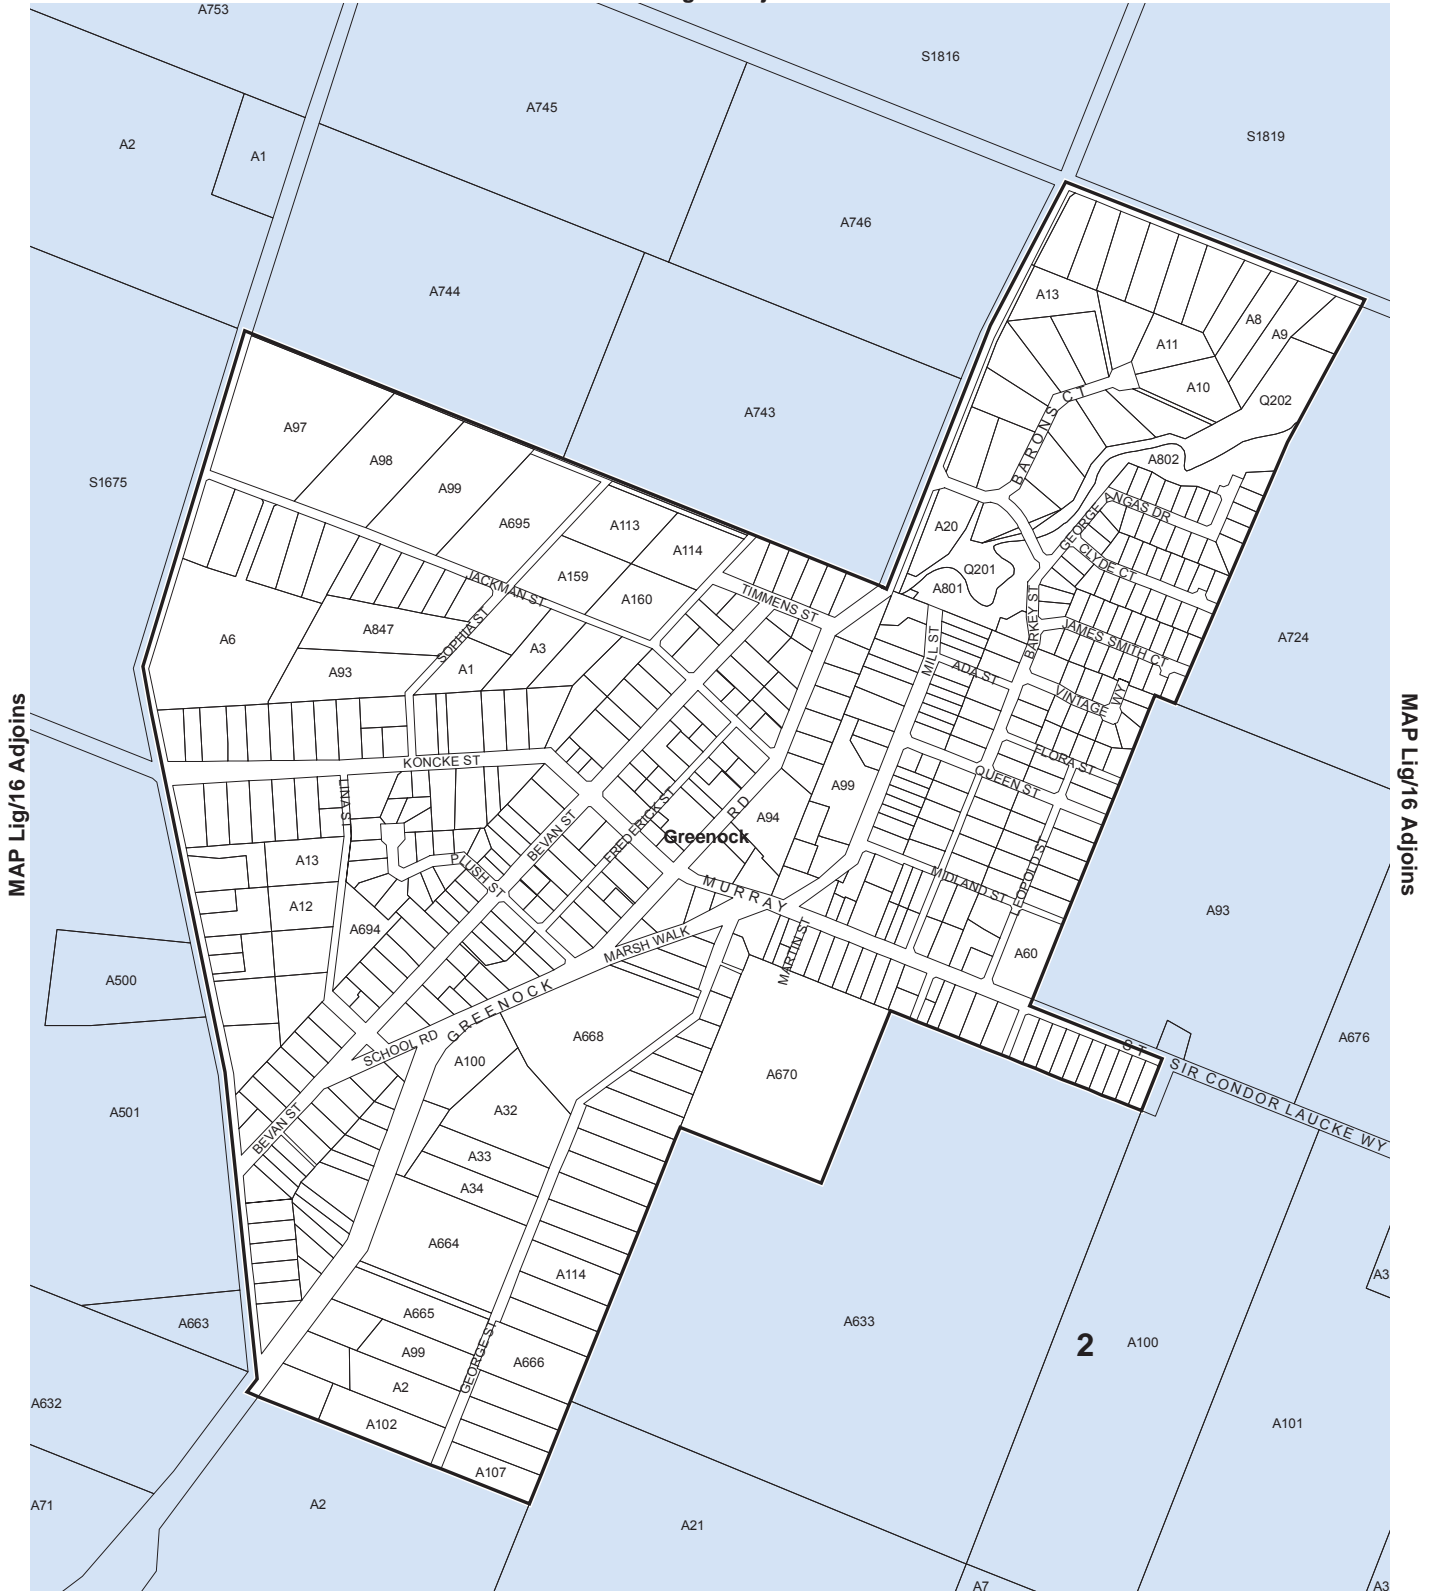 A753
S1816
A745
S1819
A2
A1
A746
A744
A13
A8
A9
A11
A10
Q202
A743
BARONS CT
A97
A98
A802
S1675
A99
A695
ANGAS DR
A113
A20
GEORGE
A114
CLYDE CT
Q201
A159
JACKMAN ST
A801
A160
TIMMENS ST
BARKEY ST
A847
SOPHIA ST
JAMES SMITH CT
A6
A724
MILL ST
A3
A93
A1
ADA ST
VINTAGE WY
MAP Lig/16 Adjoins
MAP Lig/16 Adjoins
KONCKE ST
FLORA ST
QUEEN ST
LINA ST
A99
RD
A94
FREDERICK ST
BEVAN ST
Greenock
A13
PLUSH ST
LEOPOLD ST
MIDLAND ST
MURRAY
A12
A93
A694
MARSH WALK
MARTIN ST
A60
A500
GREENOCK
A668
A676
SCHOOL RD
ST
A100
A670
SIR CONDOR LAUCKE WY
A501
A32
BEVAN ST
A33
A34
A664
A114
A3
A665
A663
A633
2
A100
A99
GEORGE ST
A666
A2
A632
A102
A101
A107
A71
A2
A21
A7
A3